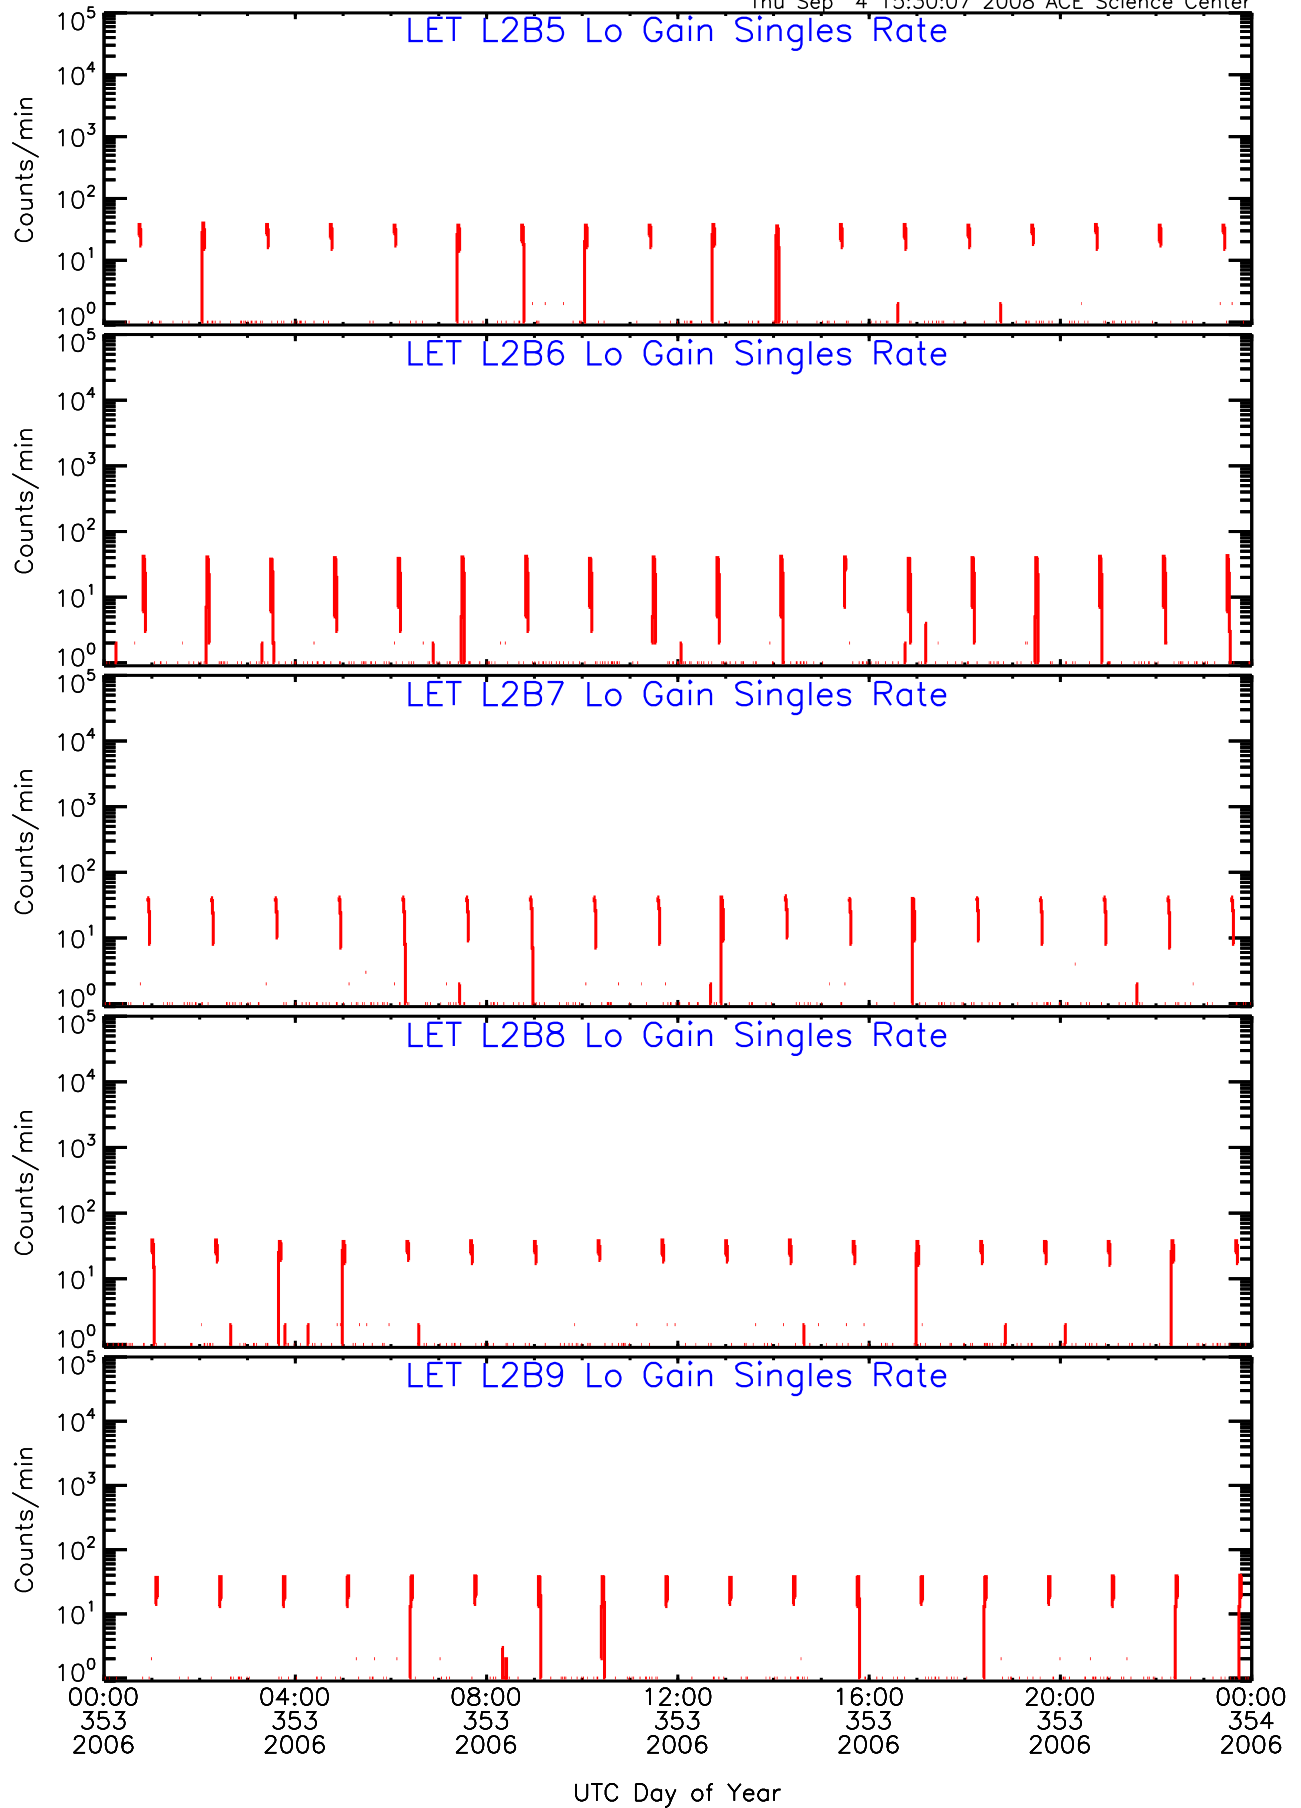 Thu Sep 4 15:30:07 2008 ACE Science Center
LET L2B5 Lo Gain Singles Rate
10^5
10^4
10^3
10^2
10^1
10^0
Counts/min
LET L2B6 Lo Gain Singles Rate
10^5
10^4
10^3
10^2
10^1
10^0
Counts/min
LET L2B7 Lo Gain Singles Rate
10^5
10^4
10^3
10^2
10^1
10^0
Counts/min
LET L2B8 Lo Gain Singles Rate
10^5
10^4
10^3
10^2
10^1
10^0
Counts/min
LET L2B9 Lo Gain Singles Rate
10^5
10^4
10^3
10^2
10^1
10^0
Counts/min
00:00 04:00 08:00 12:00 16:00 20:00 00:00
353 353 353 353 353 353 354
2006 2006 2006 2006 2006 2006 2006
UTC Day of Year